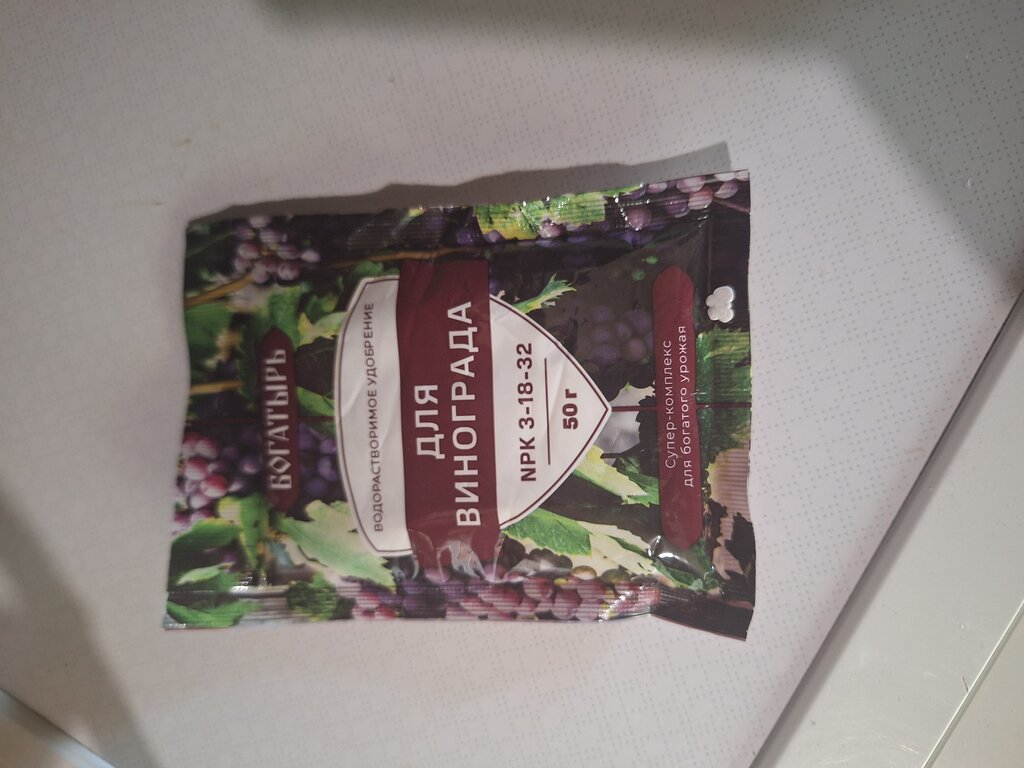 БОГАТЫРЬ
ВОДОРАСТВОРИМОЕ УДОБРЕНИЕ
ДЛЯ
ВИНОГРАДА
NPK 3-18-32
50 г
Супер-комплекс
для богатого урожая